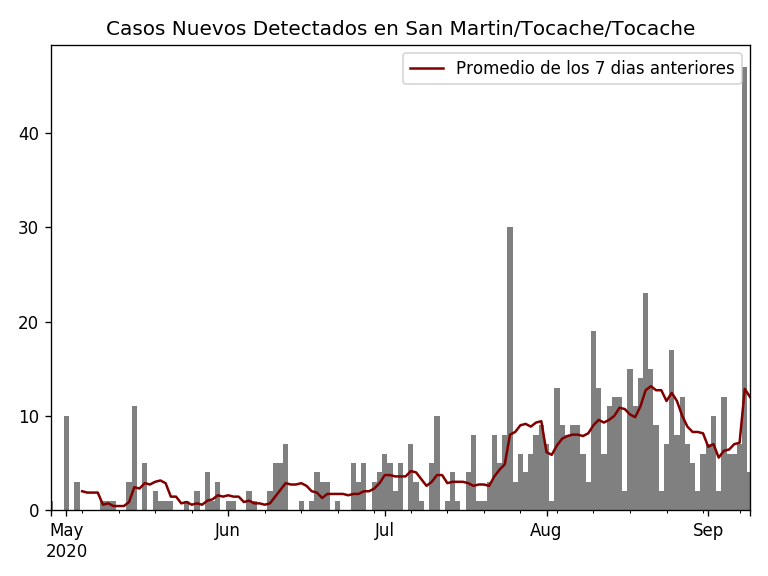 Casos Nuevos Detectados en San Martin/Tocache/Tocache
Promedio de los 7 dias anteriores
40
30
20
10
0
May Jun Jul Aug Sep
2020